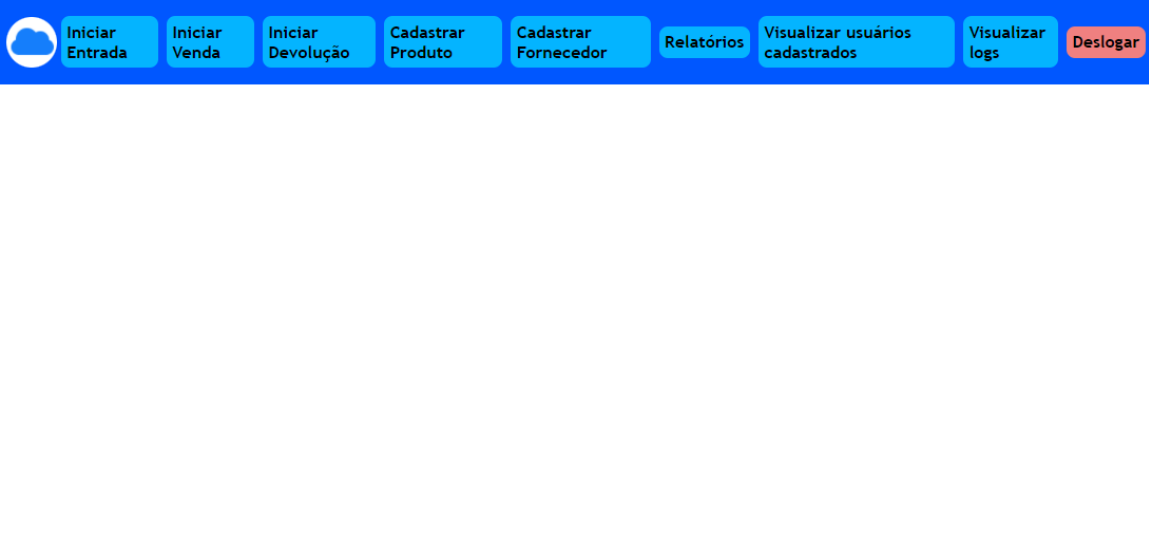 Iniciar
Entrada
Iniciar
Venda
Iniciar
Devolução
Cadastrar
Produto
Cadastrar
Fornecedor
Relatórios
Visualizar usuários
cadastrados
Visualizar
logs
Deslogar